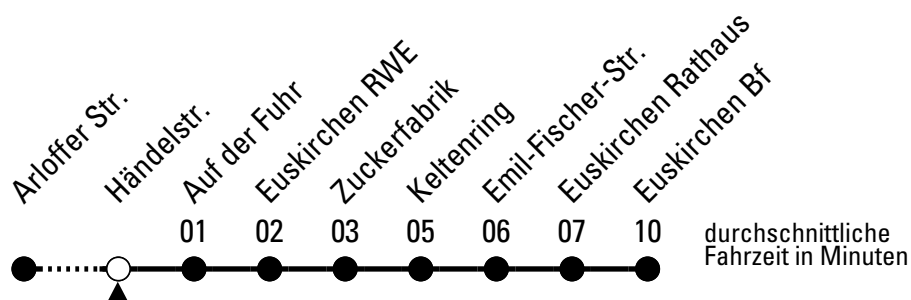 Arloffer Str.
Händelstr.
Auf der Fuhr
Euskirchen RWE
Zuckerfabrik
Keltenring
Emil-Fischer-Str.
Euskirchen Rathaus
Euskirchen Bf
01 02 03 05 06 07 10
durchschnittliche
Fahrzeit in Minuten